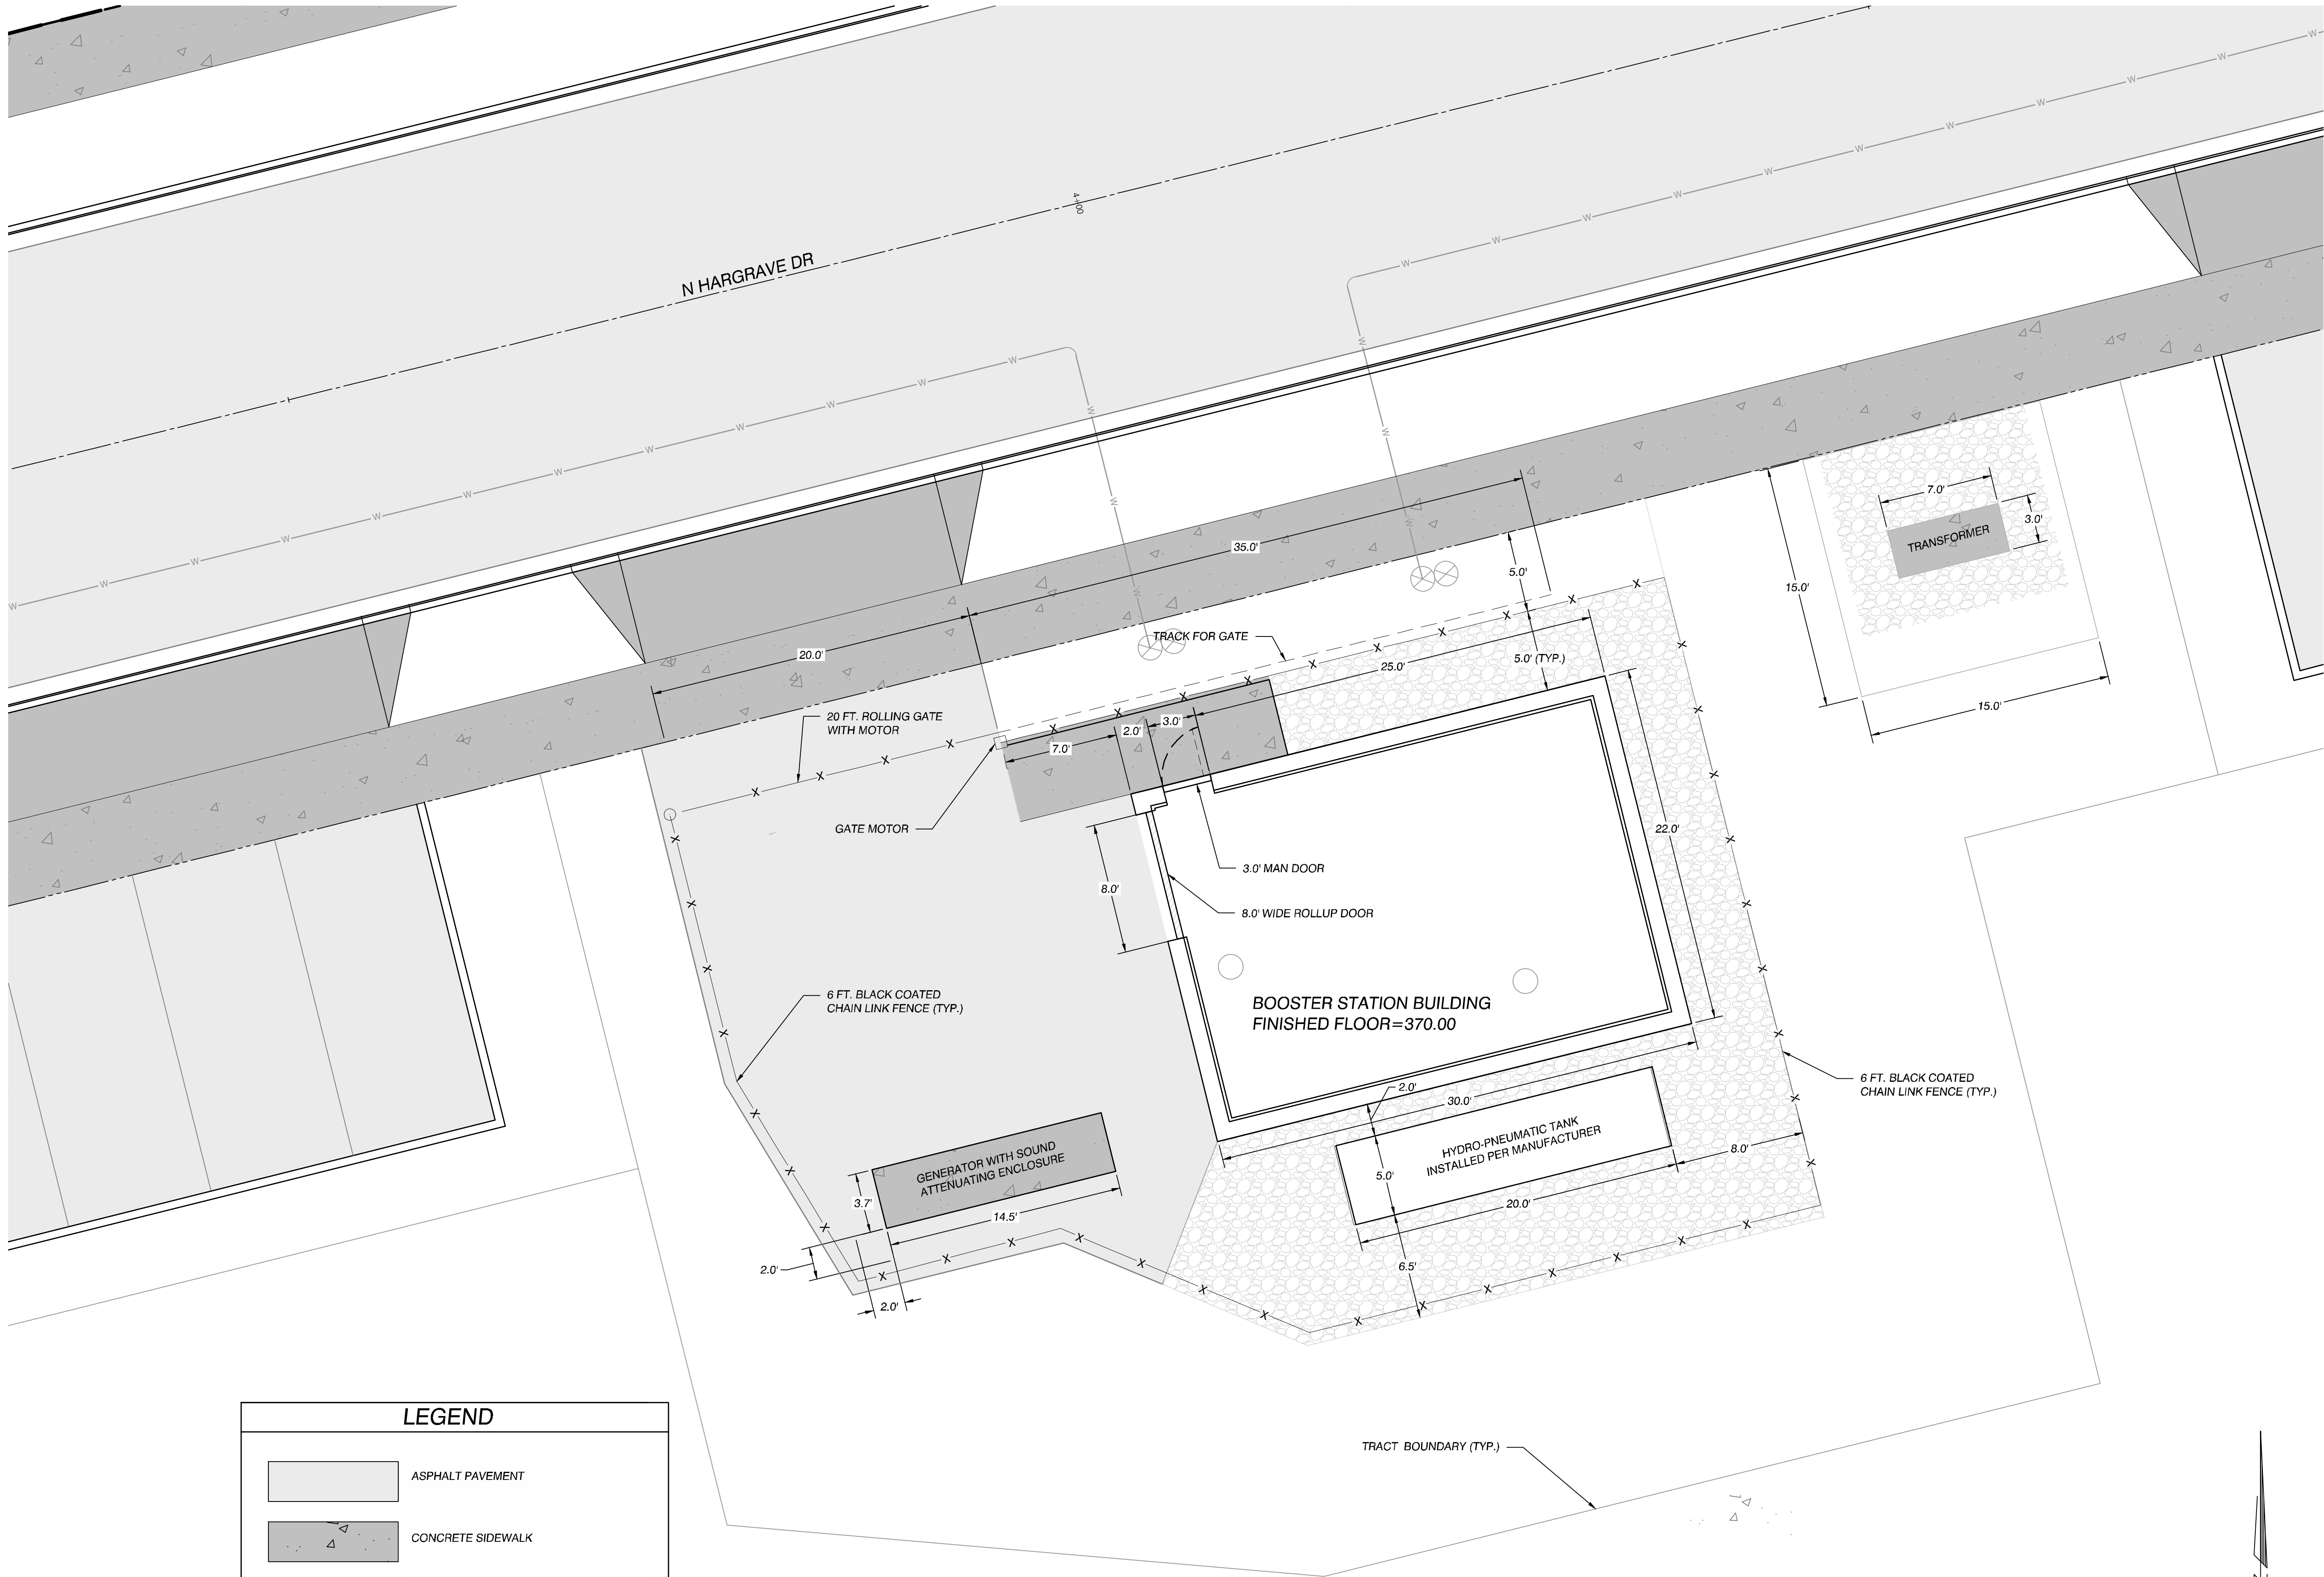 4+00
N HARGRAVE DR
7.0'
3.0'
TRANSFORMER
35.0'
5.0'
15.0'
TRACK FOR GATE
20.0'
25.0'
5.0' (TYP.)
15.0'
20 FT. ROLLING GATE
WITH MOTOR
3.0'
2.0'
7.0'
GATE MOTOR
22.0'
3.0' MAN DOOR
8.0'
8.0' WIDE ROLLUP DOOR
6 FT. BLACK COATED
CHAIN LINK FENCE (TYP.)
BOOSTER STATION BUILDING
FINISHED FLOOR=370.00
6 FT. BLACK COATED
CHAIN LINK FENCE (TYP.)
2.0'
30.0'
HYDRO-PNEUMATIC TANK
INSTALLED PER MANUFACTURER
8.0'
GENERATOR WITH SOUND
ATTENUATING ENCLOSURE
5.0'
3.7'
20.0'
14.5'
2.0'
6.5'
2.0'
LEGEND
TRACT BOUNDARY (TYP.)
ASPHALT PAVEMENT
CONCRETE SIDEWALK